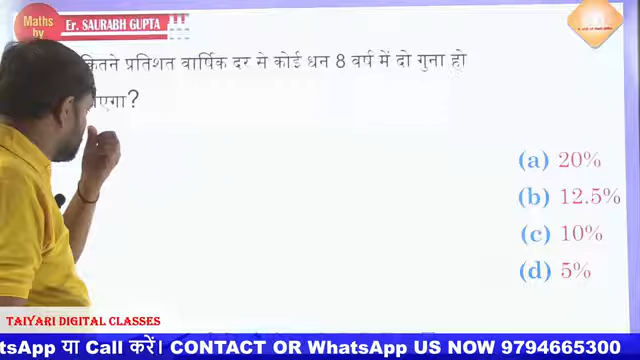 Maths
by
Er. SAURABH GUPTA
कितने प्रतिशत वार्षिक दर से कोई धन 8 वर्ष में दो गुना हो
?
(a) 20%
(b) 12.5%
(c) 10%
(d) 5%
TAIYARI DIGITAL CLASSES
tsApp या Call करें। CONTACT OR WhatsApp US NOW 9794665300